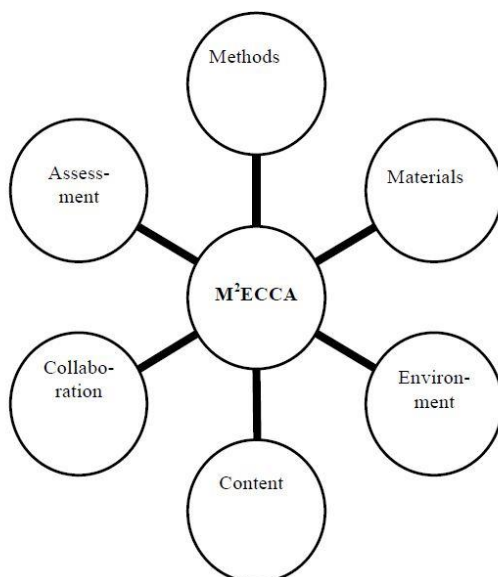 Methods
Assess-
ment
Materials
M²ECCA
Collabo-
ration
Environ-
ment
Content